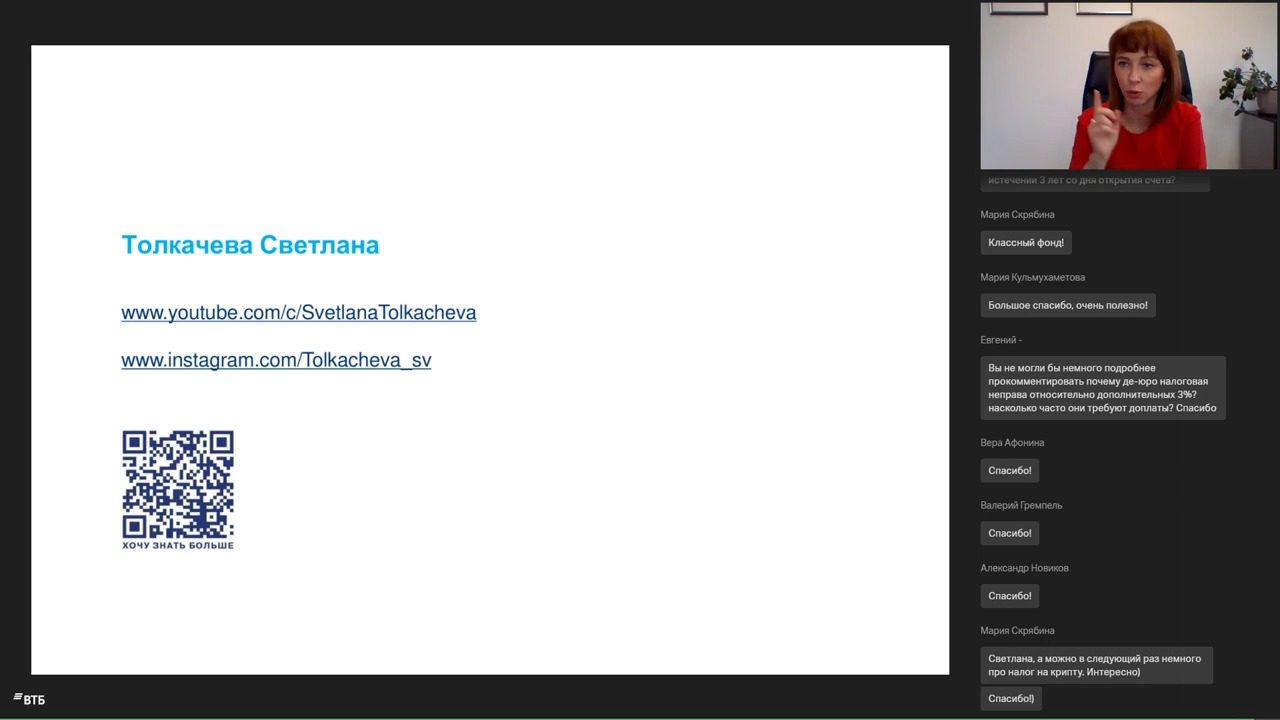 Толкачева Светлана
www.youtube.com/c/SvetlanaTolkacheva
www.instagram.com/Tolkacheva_sv
ХОЧУ ЗНАТЬ БОЛЬШЕ
ВТБ
истечении 3 лет со дня открытия счета?
Мария Скрябина
Классный фонд!
Мария Кульмухаметова
Большое спасибо, очень полезно!
Евгений -
Вы не могли бы немного подробнее
прокомментировать почему де-юро налоговая
неправа относительно дополнительных 3%?
насколько часто они требуют доплаты? Спасибо
Вера Афонина
Спасибо!
Валерий Гремпель
Спасибо!
Александр Новиков
Спасибо!
Мария Скрябина
Светлана, а можно в следующий раз немного
про налог на крипту. Интересно)
Спасибо!)